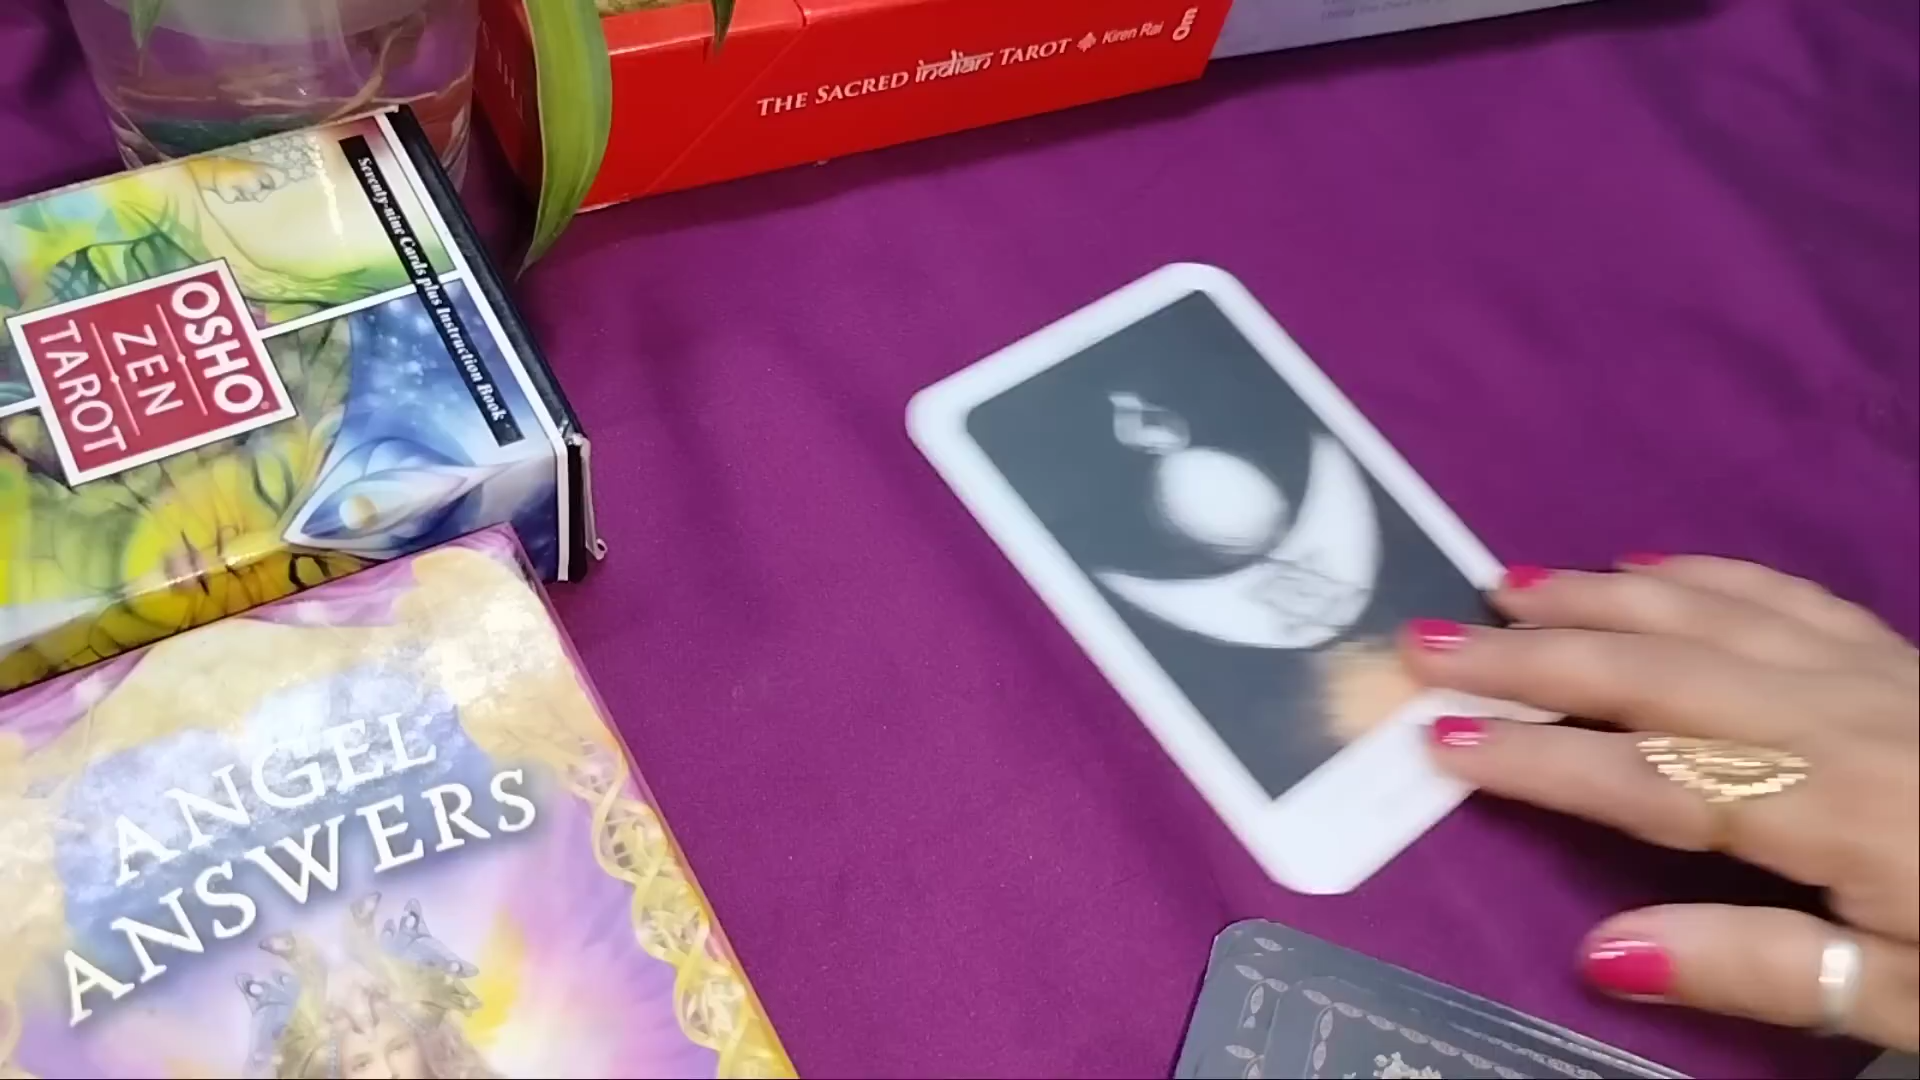 THE SACRED indian TAROT Kiren Rai
Seventy-nine Cards plus Instruction Book
OSHO
ZEN
TAROT
ANGEL
ANSWERS